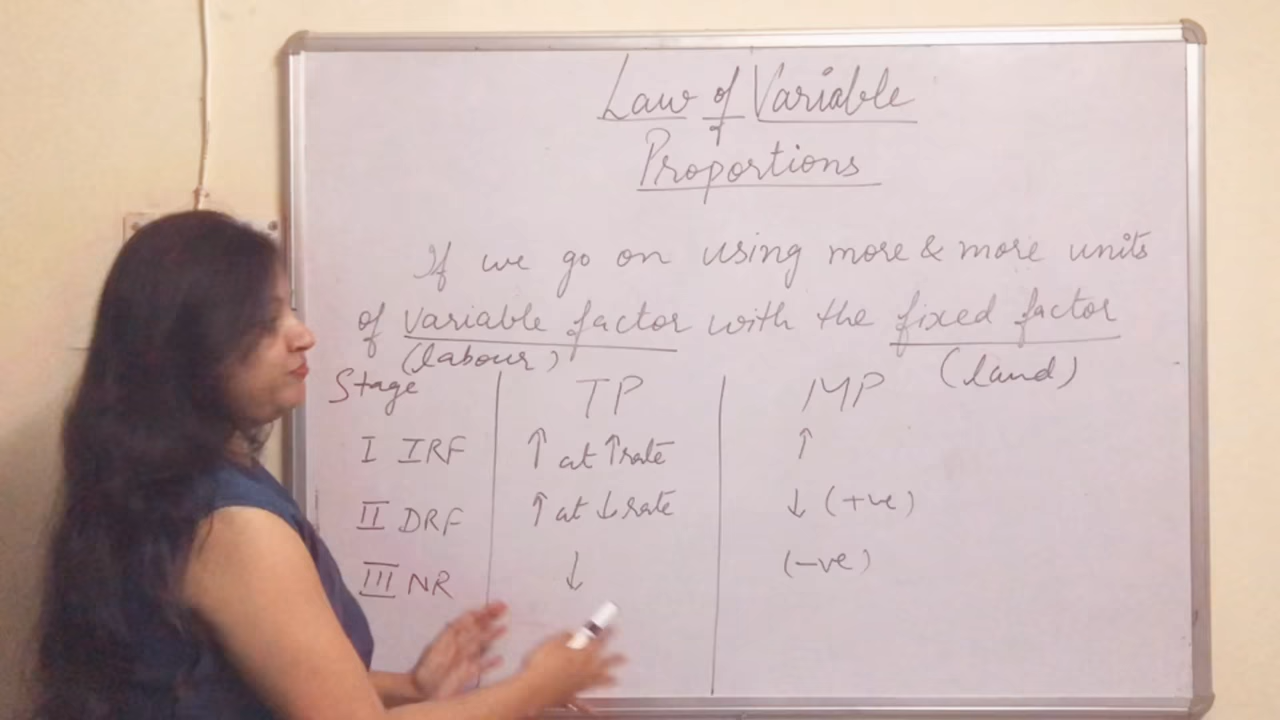 Law of Variable
Proportions
If we go on using more & more units
of variable factor with the fixed factor
(labour) (land)
Stage TP MP
I IRF ↑ at ↑rate ↑
II DRF ↑ at ↓rate ↓ (+ve)
III NR ↓ (-ve)